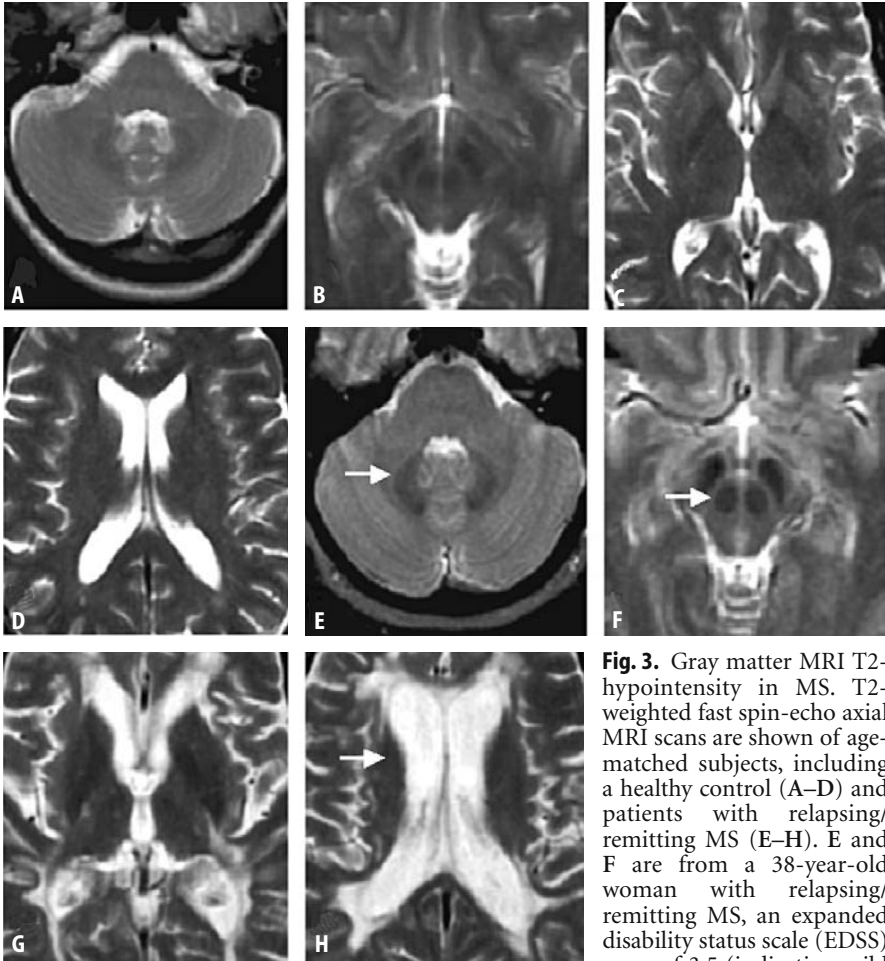 A
B
C
D
E
F
G
H
Fig. 3. Gray matter MRI T2-
hypointensity in MS. T2-
weighted fast spin-echo axial
MRI scans are shown of age-
matched subjects, including
a healthy control (A–D) and
patients with relapsing/
remitting MS (E–H). E and
F are from a 38-year-old
woman with relapsing/
remitting MS, an expanded
disability status scale (EDSS)